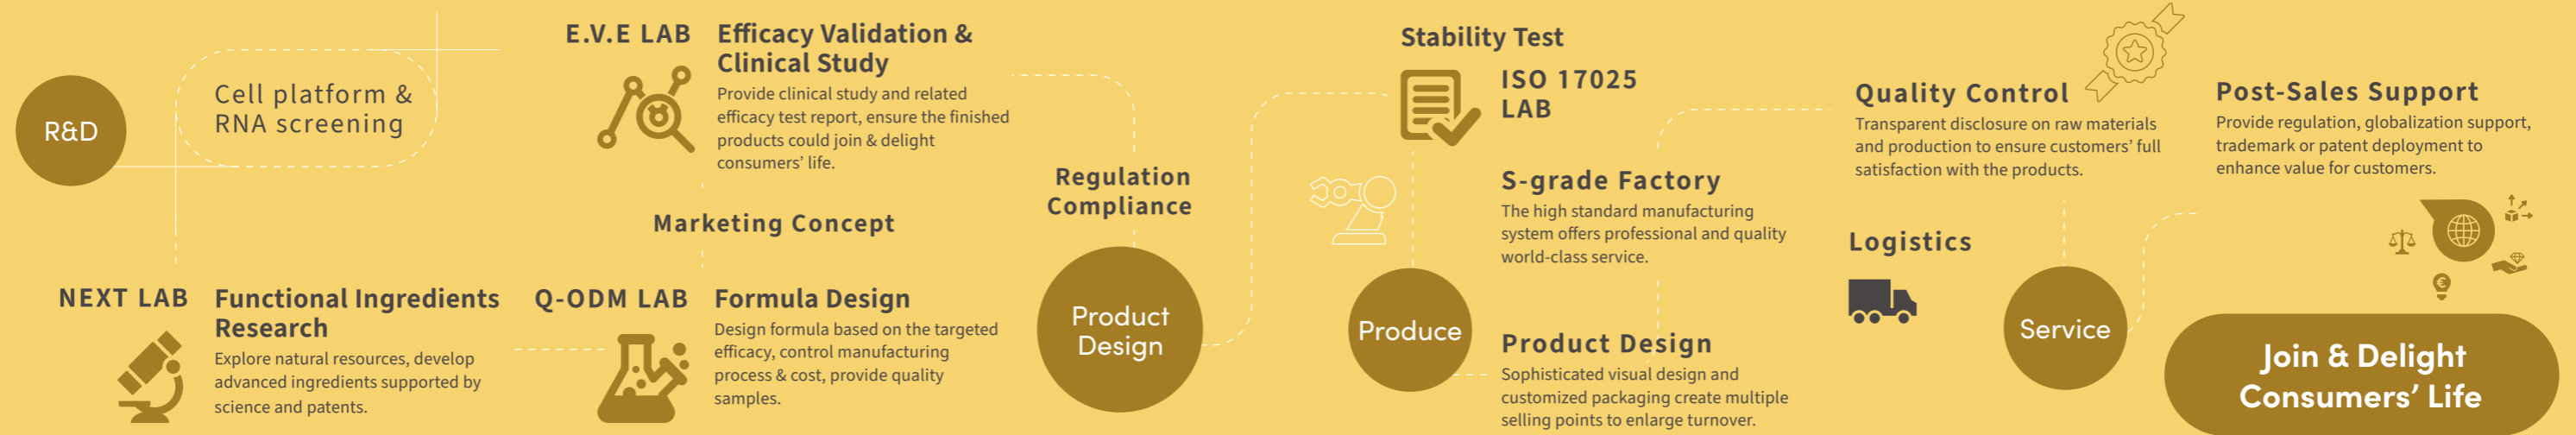 R&D
Cell platform &
RNA screening
NEXT LAB
Functional Ingredients
Research
Explore natural resources, develop
advanced ingredients supported by
science and patents.
E.V.E LAB
Efficacy Validation &
Clinical Study
Provide clinical study and related
efficacy test report, ensure the finished
products could join & delight
consumers’ life.
Marketing Concept
Q-ODM LAB
Formula Design
Design formula based on the targeted
efficacy, control manufacturing
process & cost, provide quality
samples.
Regulation
Compliance
Product
Design
Stability Test
ISO 17025
LAB
S-grade Factory
The high standard manufacturing
system offers professional and quality
world-class service.
Produce
Product Design
Sophisticated visual design and
customized packaging create multiple
selling points to enlarge turnover.
Quality Control
Transparent disclosure on raw materials
and production to ensure customers’ full
satisfaction with the products.
Logistics
Service
Post-Sales Support
Provide regulation, globalization support,
trademark or patent deployment to
enhance value for customers.
€
Join & Delight
Consumers’ Life